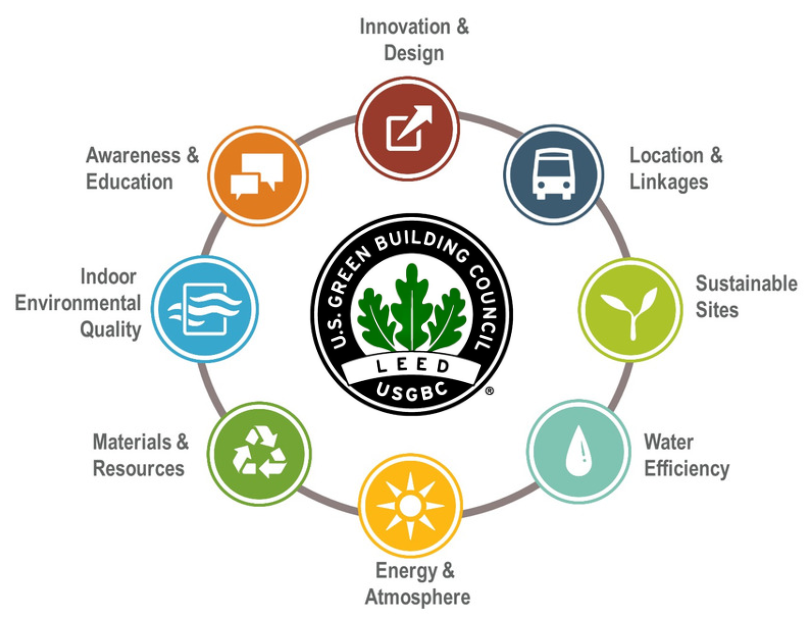 Innovation &
Design
Location &
Linkages
Sustainable
Sites
Water
Efficiency
Energy &
Atmosphere
Materials &
Resources
Indoor
Environmental
Quality
Awareness &
Education
U.S. GREEN BUILDING COUNCIL
LEED
USGBC
®